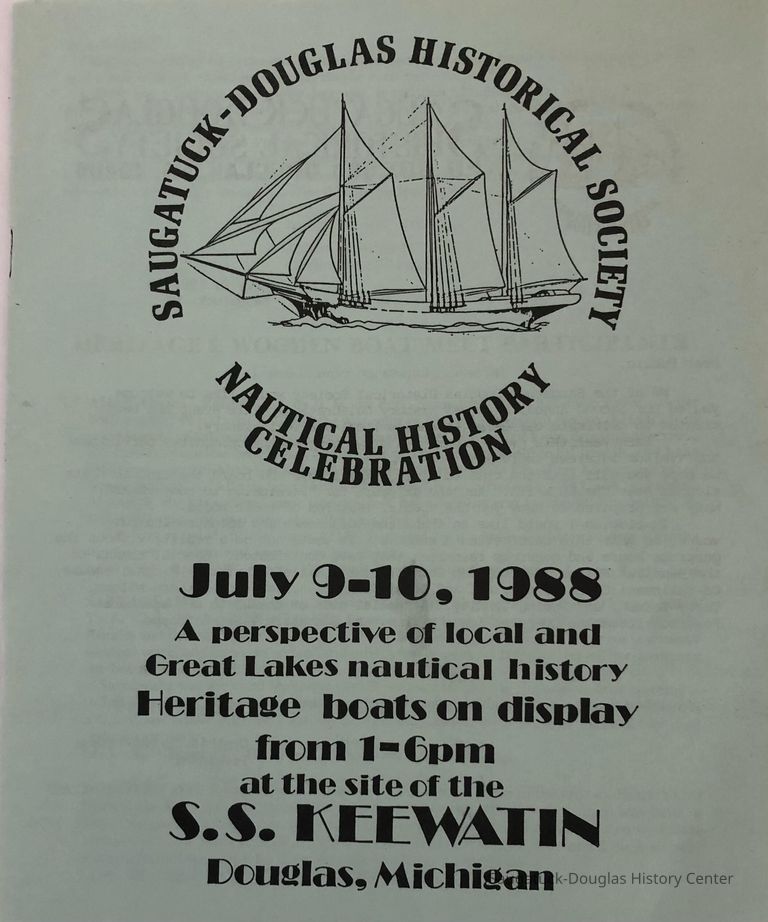 SAUGATUCK-DOUGLAS HISTORICAL SOCIETY
NAUTICAL HISTORY
CELEBRATION
July 9-10, 1988
A perspective of local and
Great Lakes nautical history
Heritage boats on display
from 1-6pm
at the site of the
S.S. KEEWATIN
Douglas, Michigan
Saugatuck-Douglas History Center